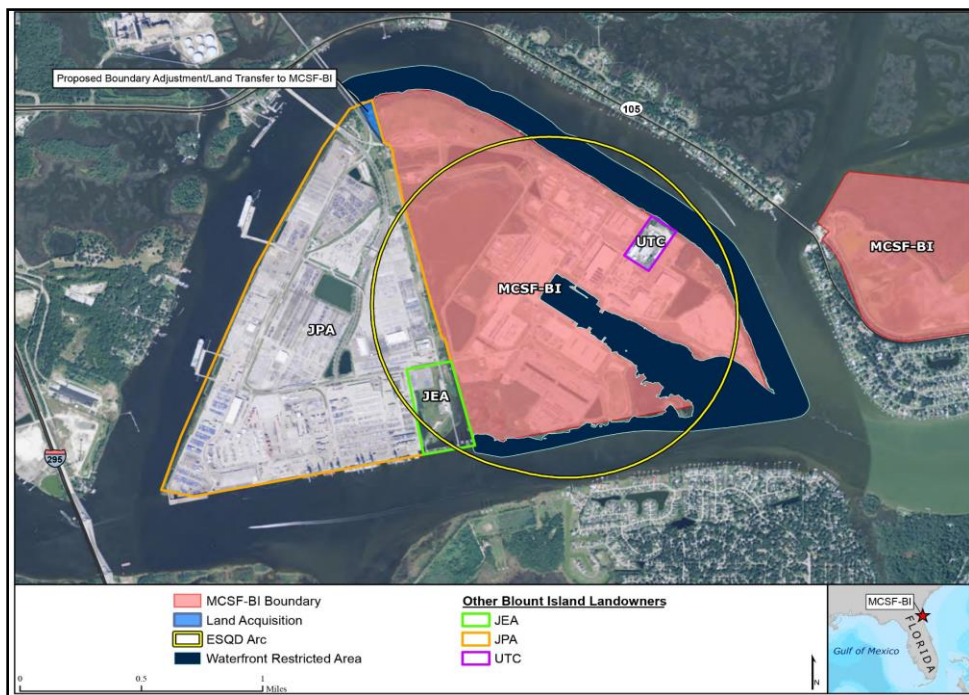 Proposed Boundary Adjustment/Land Transfer to MCSF-BI
105
MCSF-BI
UTC
MCSF-BI
JPA
JEA
295
MCSF-BI Boundary
Land Acquisition
ESQD Arc
Waterfront Restricted Area
Other Blount Island Landowners
JEA
JPA
UTC
0
0.5
1
Miles
N
MCSF-BI
FLORIDA
Gulf of Mexico